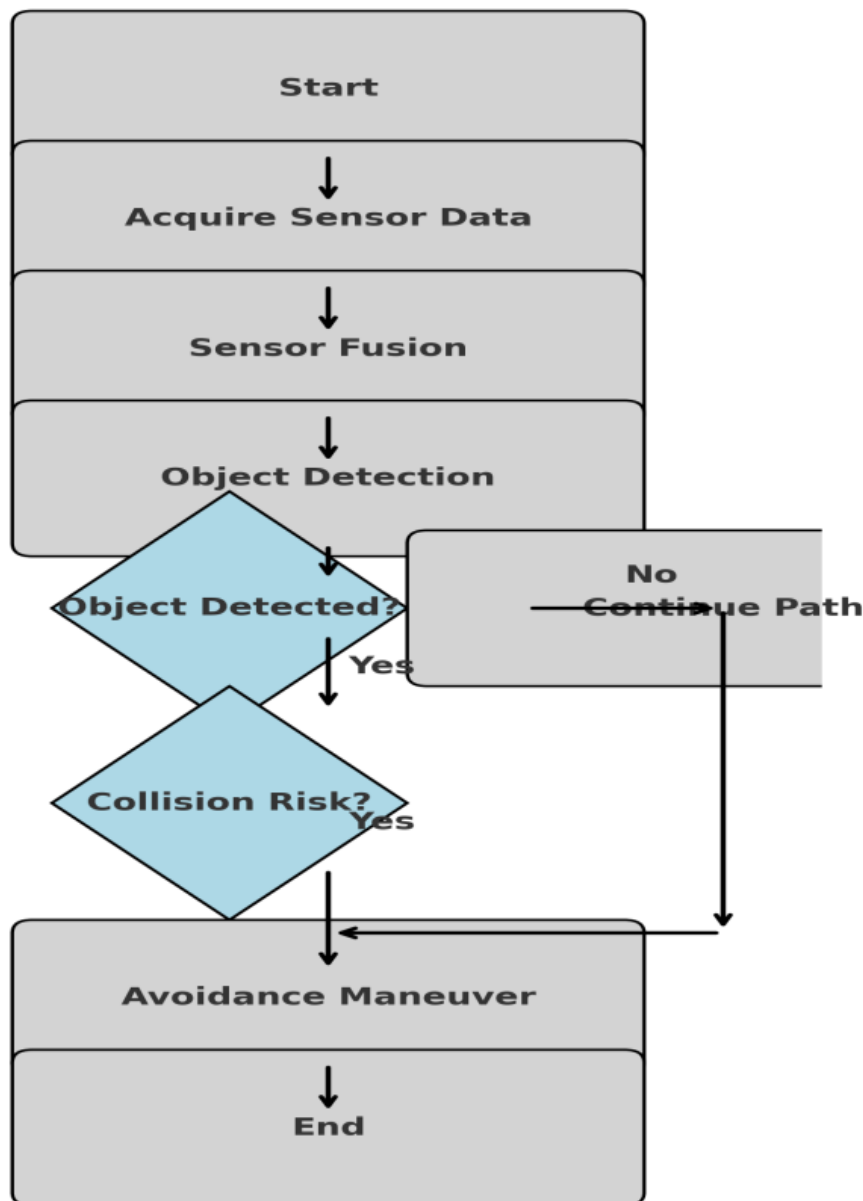 Start
Acquire Sensor Data
Sensor Fusion
Object Detection
No
Object Detected?
Continue Path
Yes
Collision Risk?
Yes
Avoidance Maneuver
End